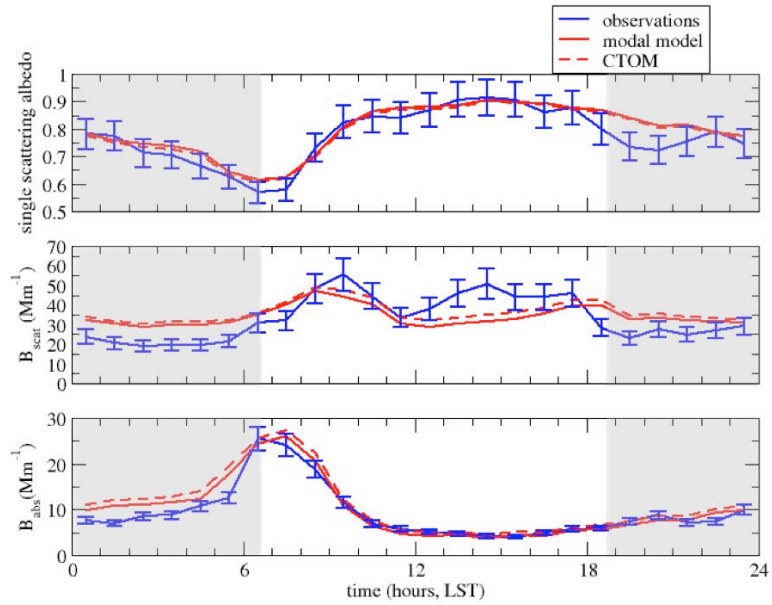 observations
modal model
CTOM
single scattering albedo
1
0.9
0.8
0.7
0.6
0.5
B_scat (Mm⁻¹)
70
60
50
40
30
20
10
0
B_abs (Mm⁻¹)
30
20
10
0
0 6 12 18 24
time (hours, LST)